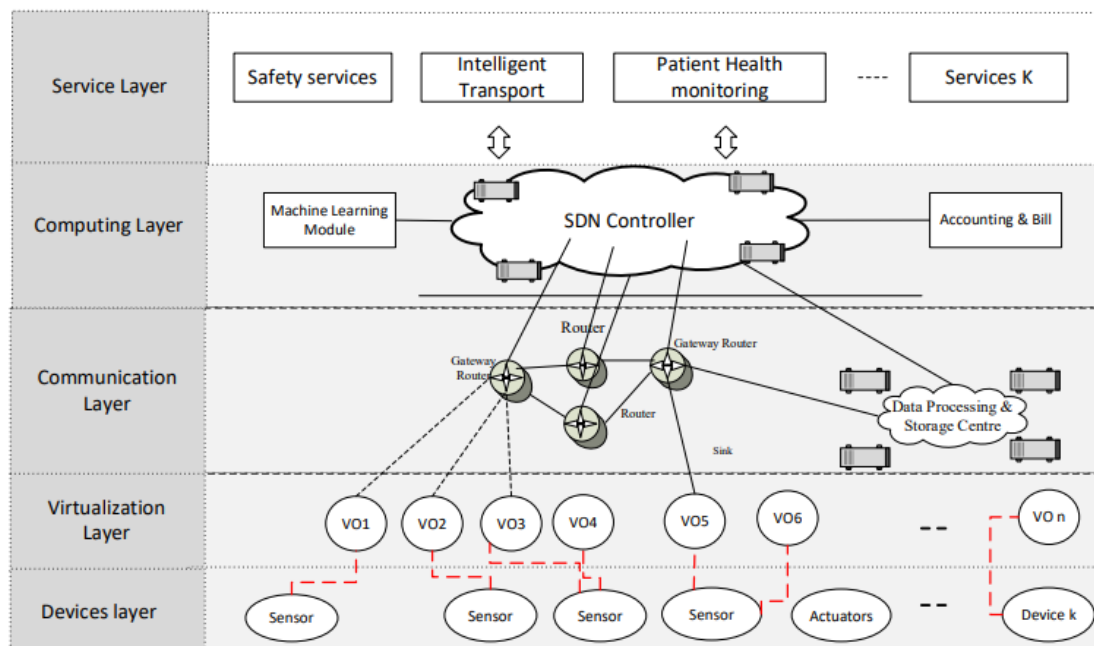 Service Layer
Safety services
Intelligent
Transport
Patient Health
monitoring
Services K
Computing Layer
Machine Learning
Module
SDN Controller
Accounting & Bill
Communication
Layer
Router
Gateway
Router
Gateway Router
Router
Sink
Data Processing &
Storage Centre
Virtualization
Layer
VO1
VO2
VO3
VO4
VO5
VO6
VO n
Devices layer
Sensor
Sensor
Sensor
Sensor
Actuators
Device k